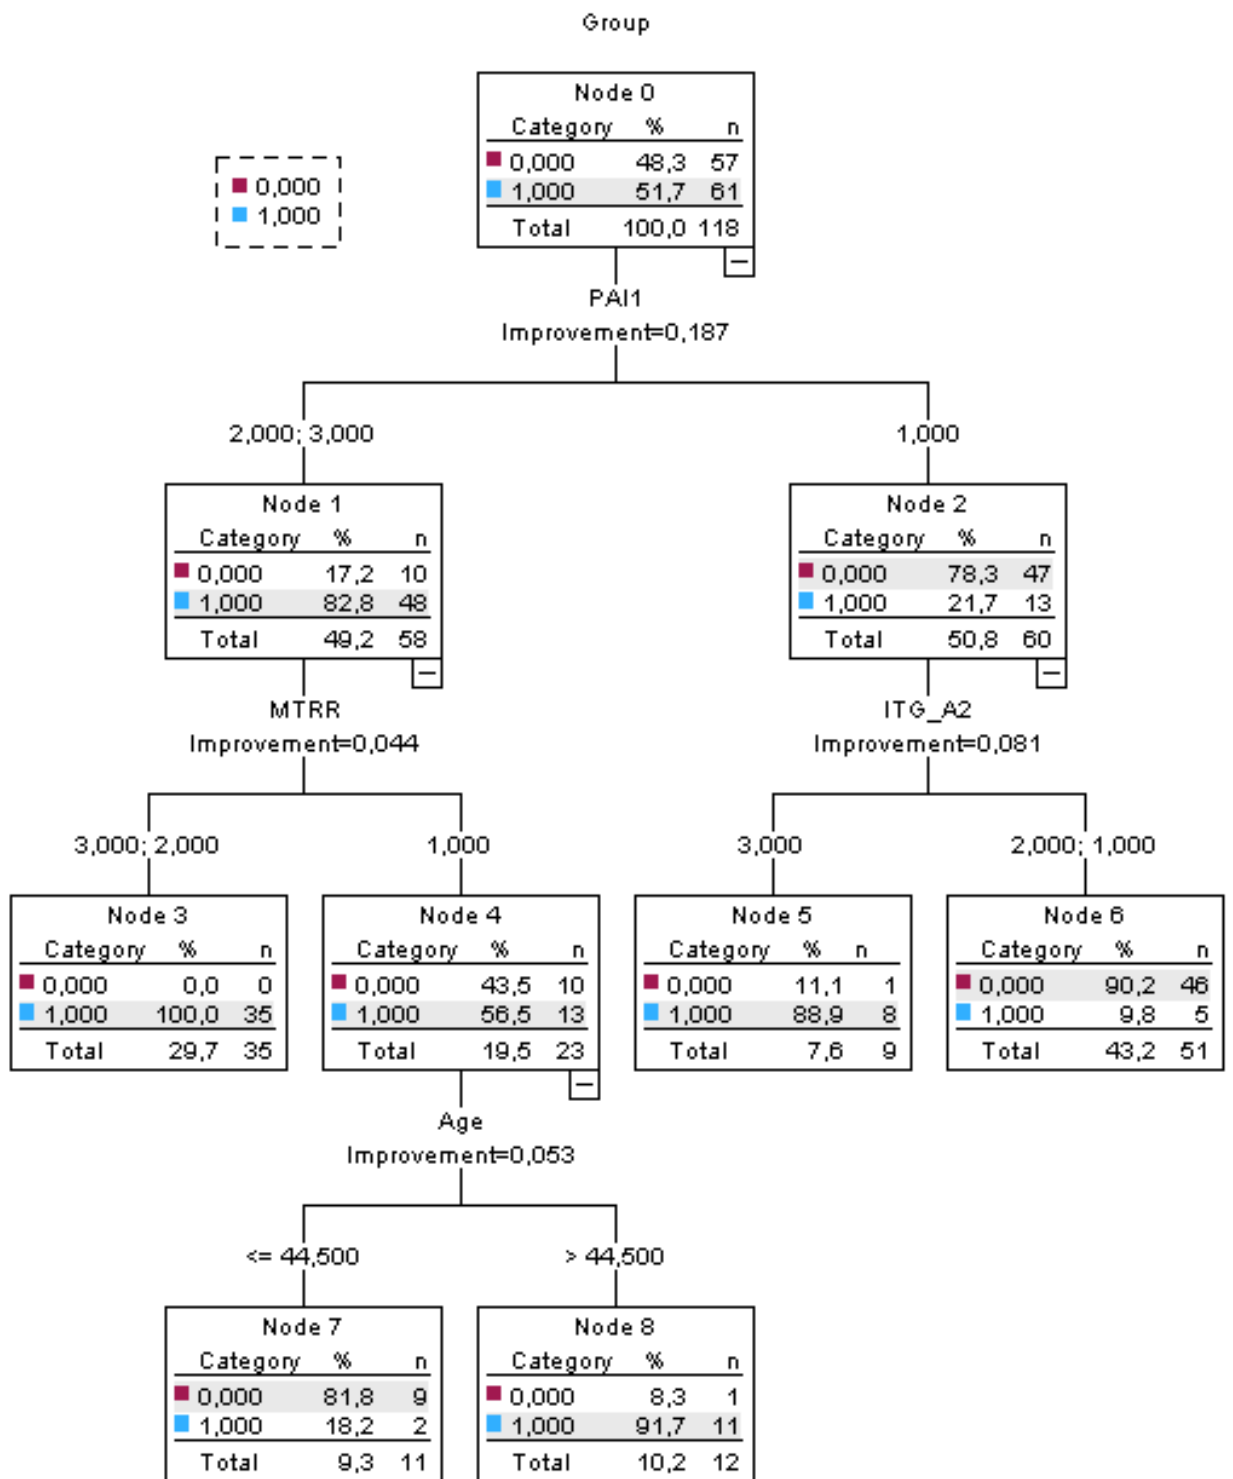 Group
Node 0
Category % n
0,000 48,3 57
1,000 51,7 61
Total 100,0 118
0,000
1,000
PAI1
Improvement=0,187
2,000; 3,000
1,000
Node 1
Category % n
0,000 17,2 10
1,000 82,8 48
Total 49,2 58
Node 2
Category % n
0,000 78,3 47
1,000 21,7 13
Total 50,8 60
MTRR
Improvement=0,044
ITG_A2
Improvement=0,081
3,000; 2,000
1,000
3,000
2,000; 1,000
Node 3
Category % n
0,000 0,0 0
1,000 100,0 35
Total 29,7 35
Node 4
Category % n
0,000 43,5 10
1,000 56,5 13
Total 19,5 23
Node 5
Category % n
0,000 11,1 1
1,000 88,9 8
Total 7,6 9
Node 6
Category % n
0,000 90,2 46
1,000 9,8 5
Total 43,2 51
Age
Improvement=0,053
<= 44,500
> 44,500
Node 7
Category % n
0,000 81,8 9
1,000 18,2 2
Total 9,3 11
Node 8
Category % n
0,000 8,3 1
1,000 91,7 11
Total 10,2 12